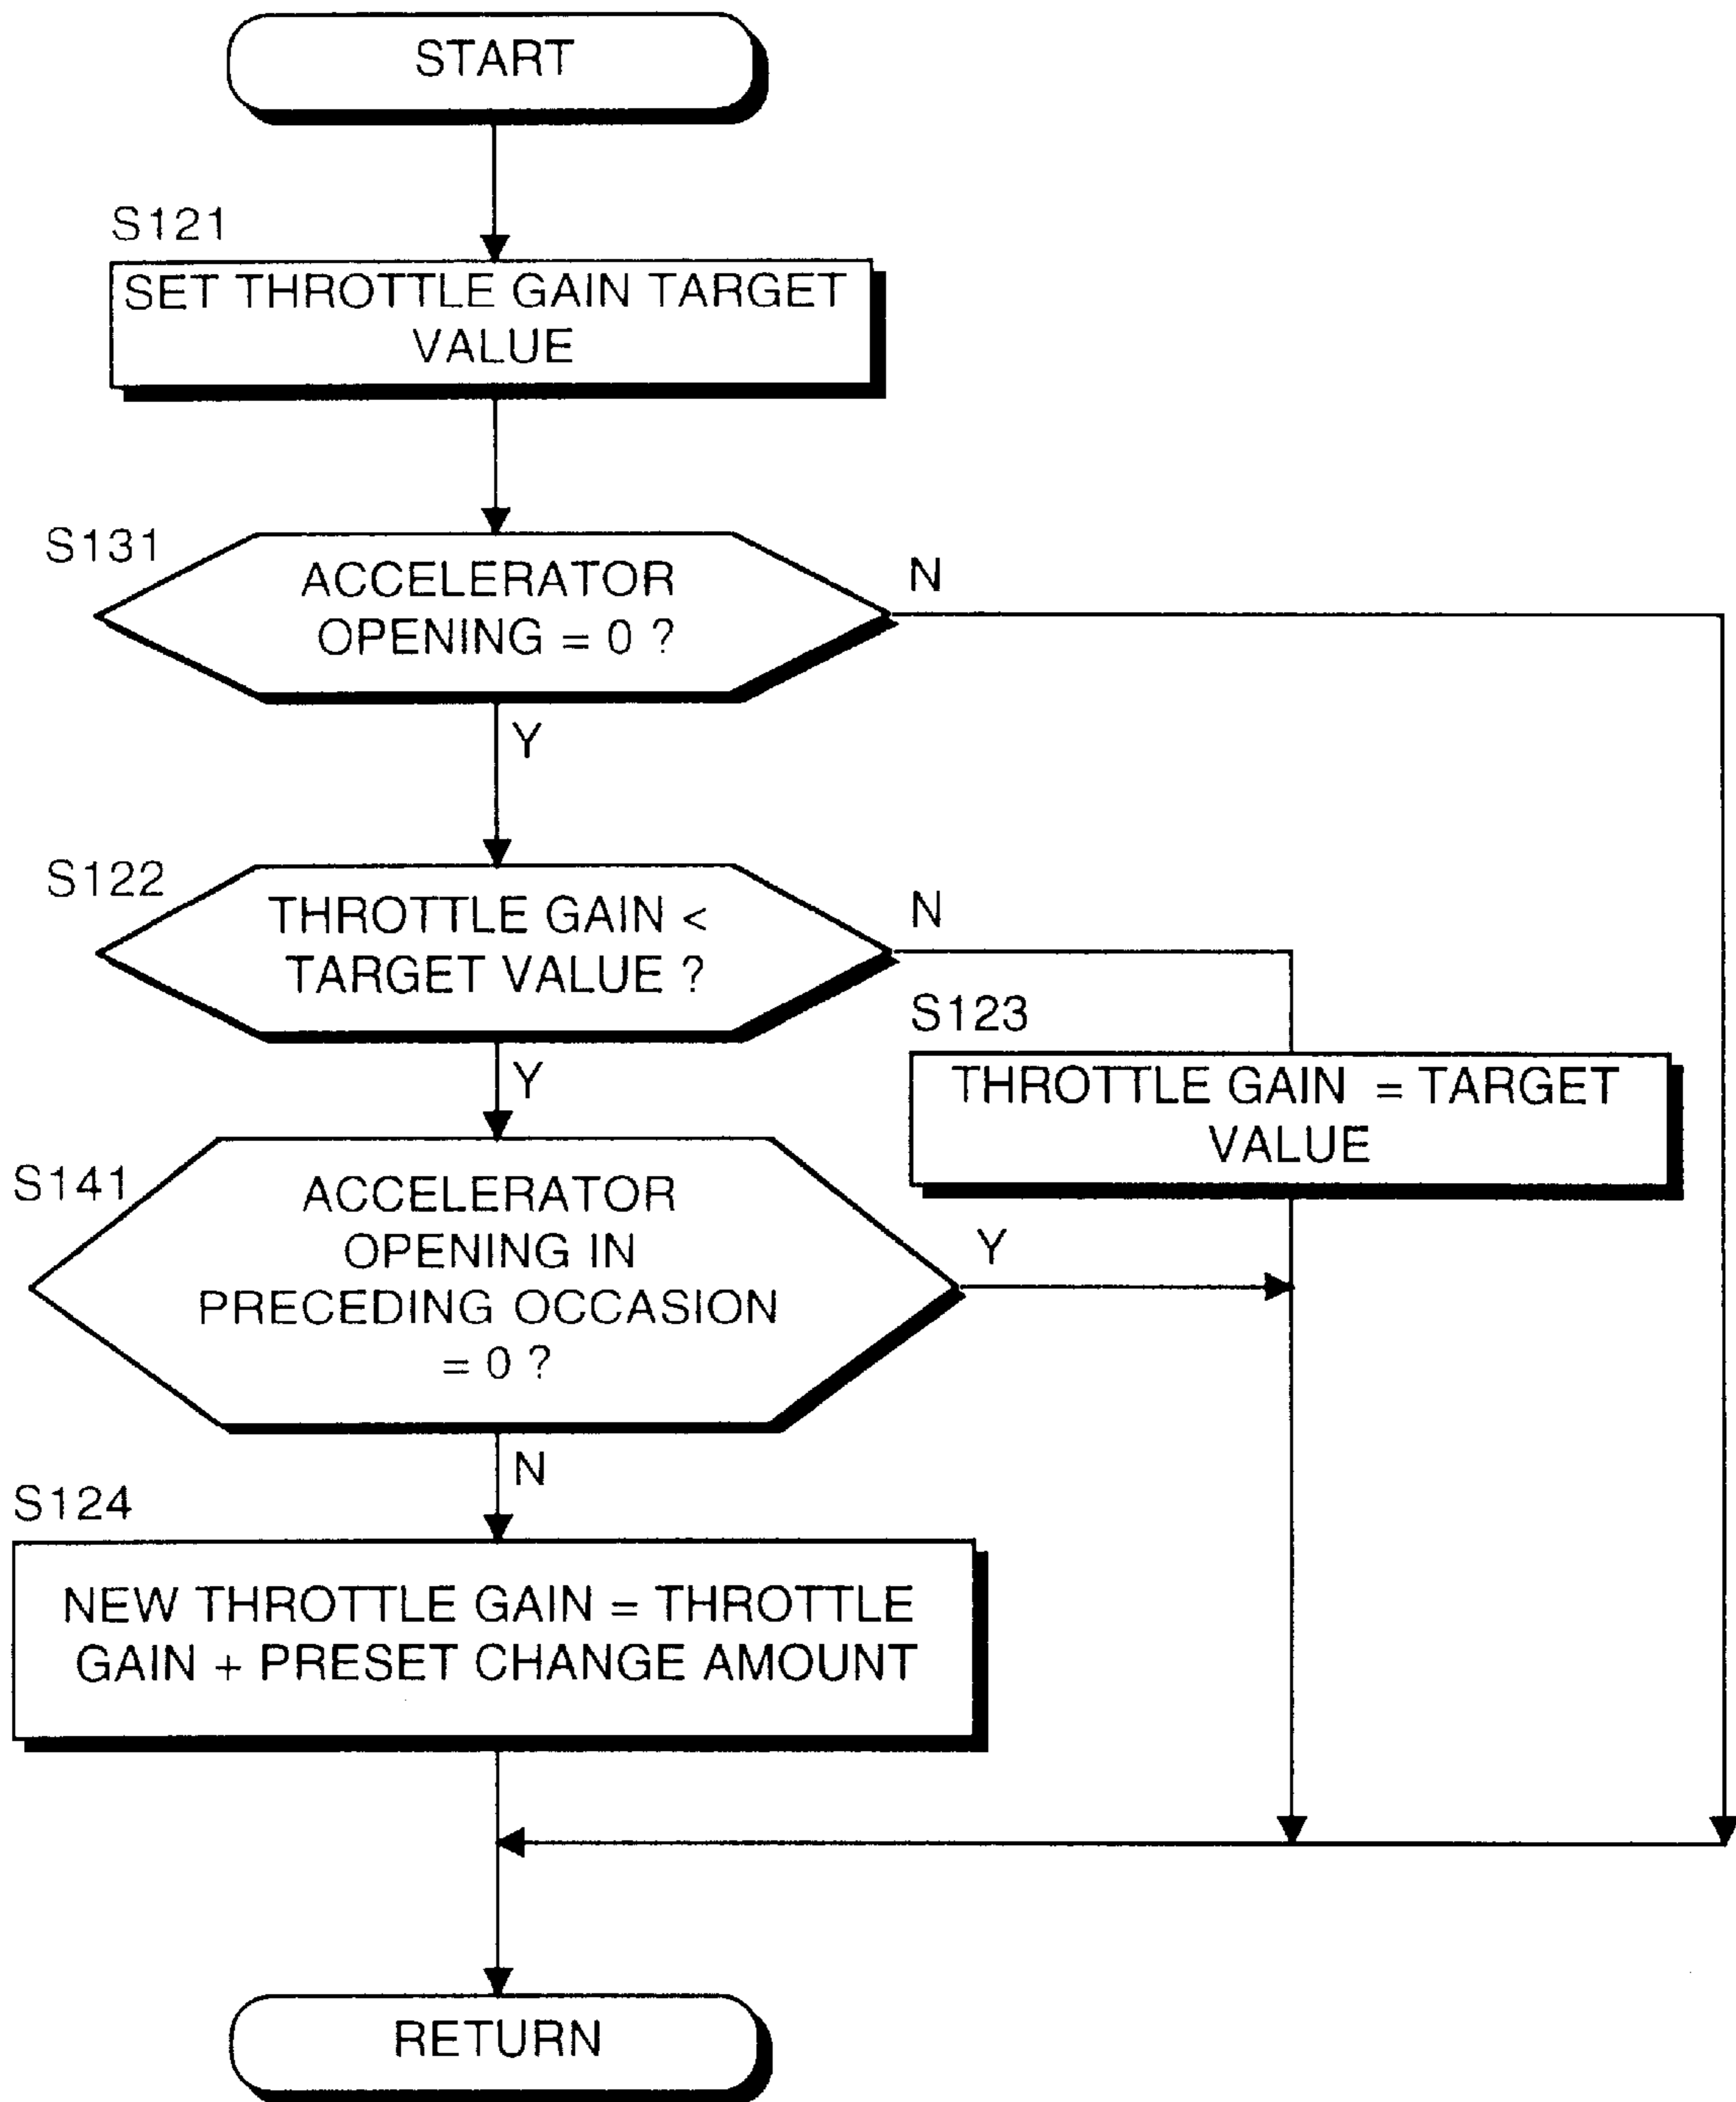 START
S121
SET THROTTLE GAIN TARGET
VALUE
S131
ACCELERATOR
OPENING = 0 ?
N
Y
S122
THROTTLE GAIN <
TARGET VALUE ?
N
Y
S123
THROTTLE GAIN = TARGET
VALUE
S141
ACCELERATOR
OPENING IN
PRECEDING OCCASION
= 0 ?
Y
N
S124
NEW THROTTLE GAIN = THROTTLE
GAIN + PRESET CHANGE AMOUNT
RETURN